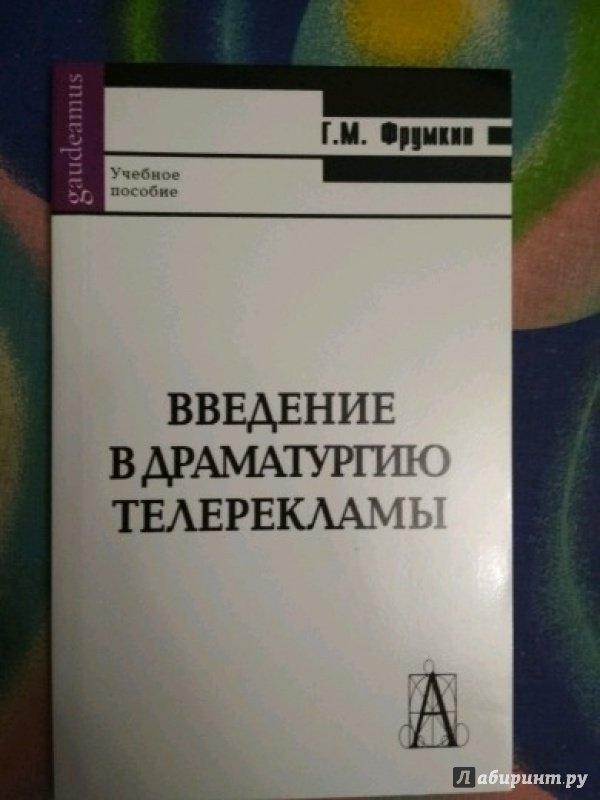 gaudeamus
Г.М. Фрумкин
Учебное
пособие
ВВЕДЕНИЕ
В ДРАМАТУРГИЮ
ТЕЛЕРЕКЛАМЫ
А
Лабиринт.ру